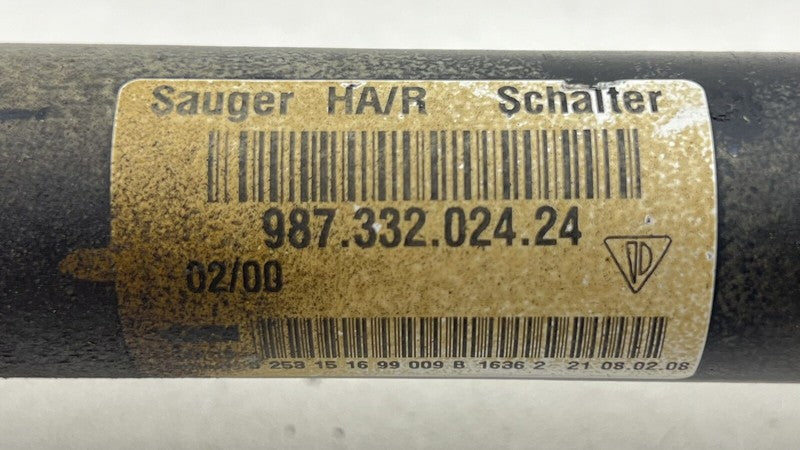 Sauger HA/R Schalter
987.332.024.24
02/00
258 15 16 99 009 B 1636 2 21 08.02.08